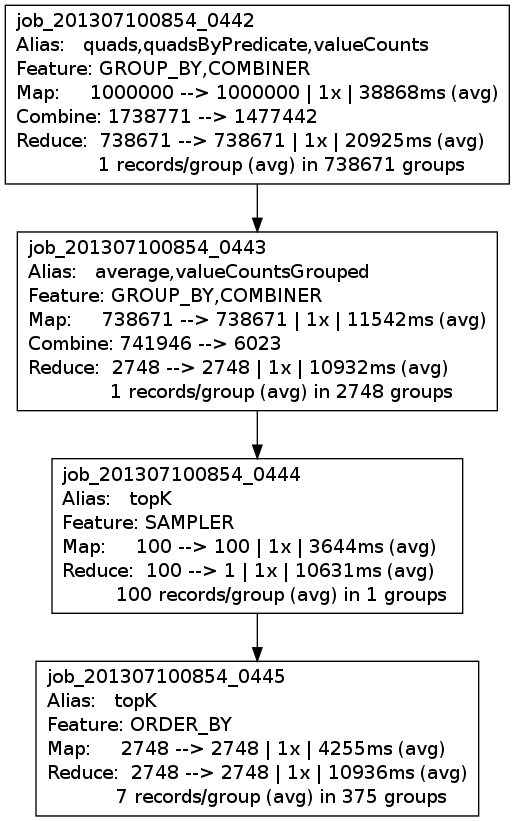 job_201307100854_0442
Alias: quads,quadsByPredicate,valueCounts
Feature: GROUP_BY,COMBINER
Map: 1000000 --> 1000000 | 1x | 38868ms (avg)
Combine: 1738771 --> 1477442
Reduce: 738671 --> 738671 | 1x | 20925ms (avg)
1 records/group (avg) in 738671 groups
job_201307100854_0443
Alias: average,valueCountsGrouped
Feature: GROUP_BY,COMBINER
Map: 738671 --> 738671 | 1x | 11542ms (avg)
Combine: 741946 --> 6023
Reduce: 2748 --> 2748 | 1x | 10932ms (avg)
1 records/group (avg) in 2748 groups
job_201307100854_0444
Alias: topK
Feature: SAMPLER
Map: 100 --> 100 | 1x | 3644ms (avg)
Reduce: 100 --> 1 | 1x | 10631ms (avg)
100 records/group (avg) in 1 groups
job_201307100854_0445
Alias: topK
Feature: ORDER_BY
Map: 2748 --> 2748 | 1x | 4255ms (avg)
Reduce: 2748 --> 2748 | 1x | 10936ms (avg)
7 records/group (avg) in 375 groups